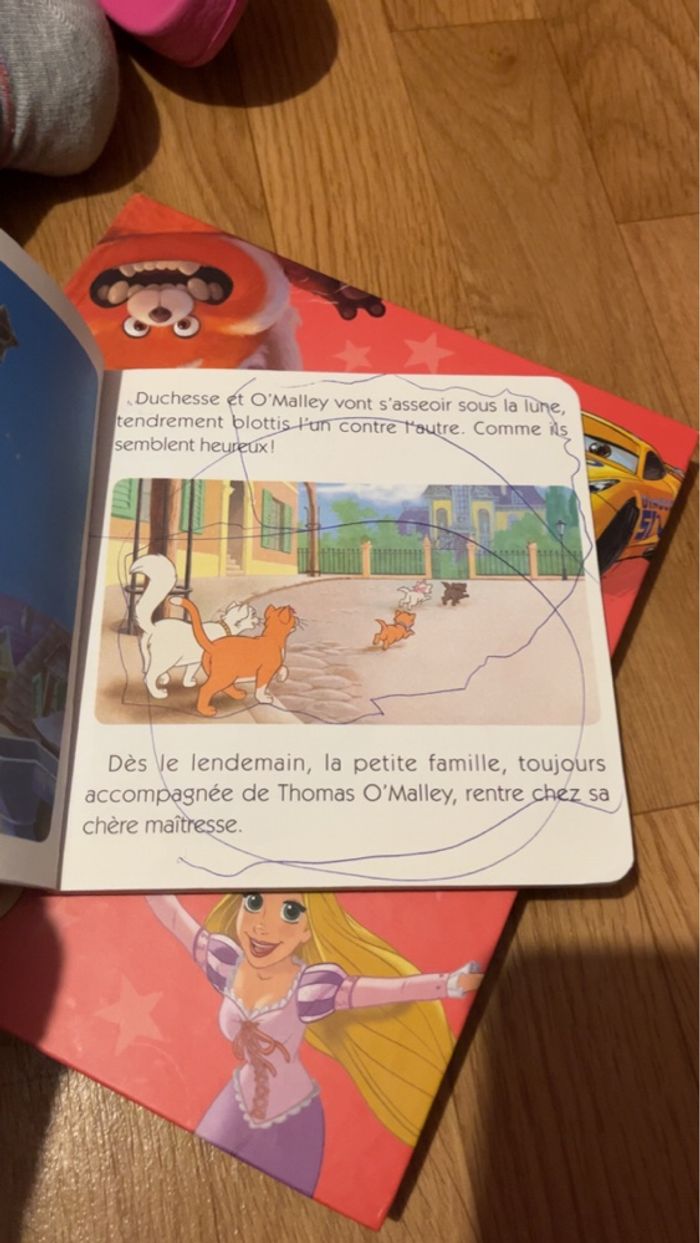 Duchesse et O'Malley vont s'asseoir sous la lune,
tendrement blottis l'un contre l'autre. Comme ils
semblent heureux !
Dès le lendemain, la petite famille, toujours
accompagnée de Thomas O'Malley, rentre chez sa
chère maîtresse.